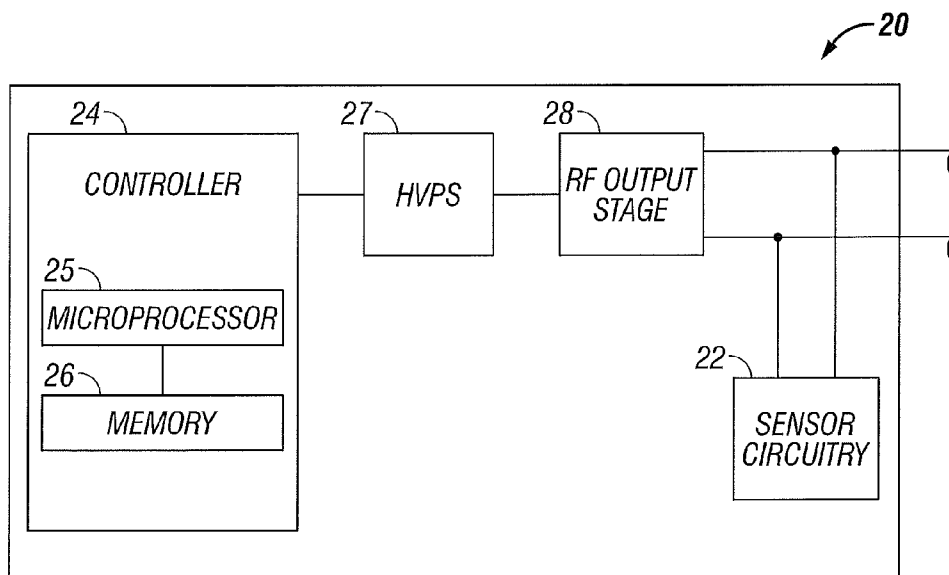 20
24
27
28
CONTROLLER
HVPS
RF OUTPUT
STAGE
25
MICROPROCESSOR
26
MEMORY
22
SENSOR
CIRCUITRY